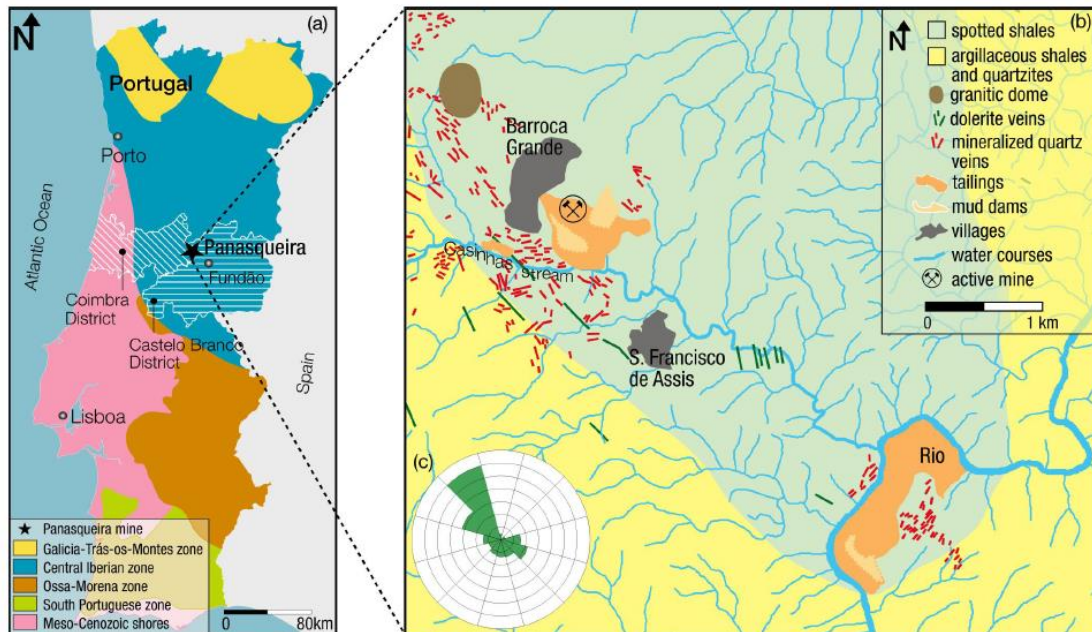 N
(a)
Portugal
Porto
Atlantic Ocean
Panasqueira
Fundão
Coimbra
District
Castelo Branco
District
Spain
Lisboa
Panasqueira mine
Galicia-Trás-os-Montes zone
Central Iberian zone
Ossa-Morena zone
South Portuguese zone
Meso-Cenozoic shores
0
80km
Barroca
Grande
Casinhas stream
S. Francisco
de Assis
Rio
(c)
N
(b)
spotted shales
argillaceous shales
and quartzites
granitic dome
dolerite veins
mineralized quartz
veins
tailings
mud dams
villages
water courses
active mine
0
1 km